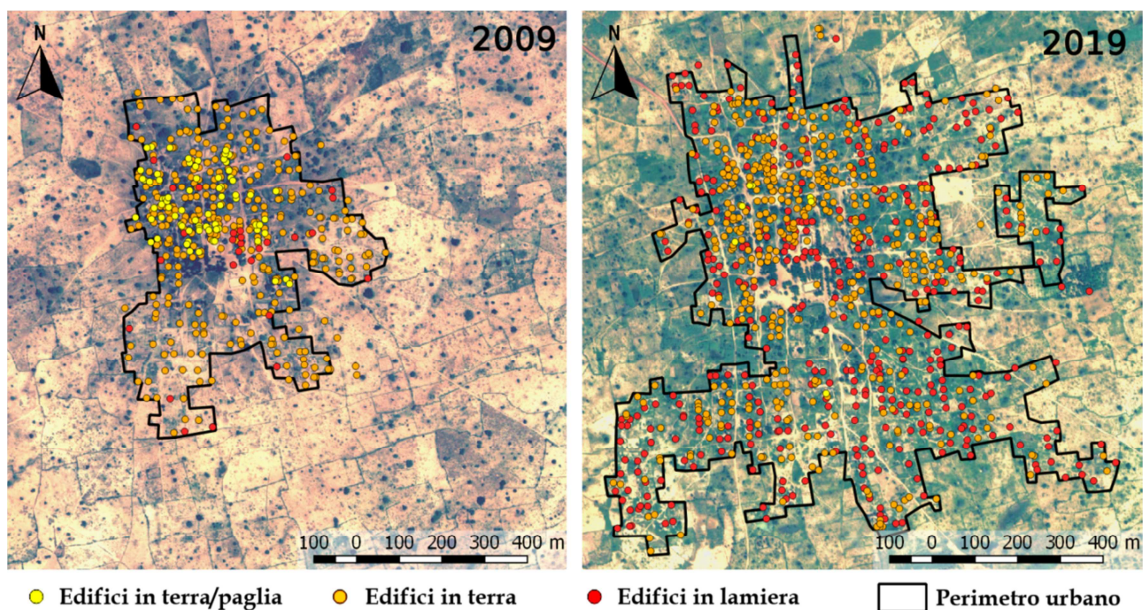 N
2009
100 0 100 200 300 400 m
N
2019
100 0 100 200 300 400 m
Edifici in terra/paglia
Edifici in terra
Edifici in lamiera
Perimetro urbano